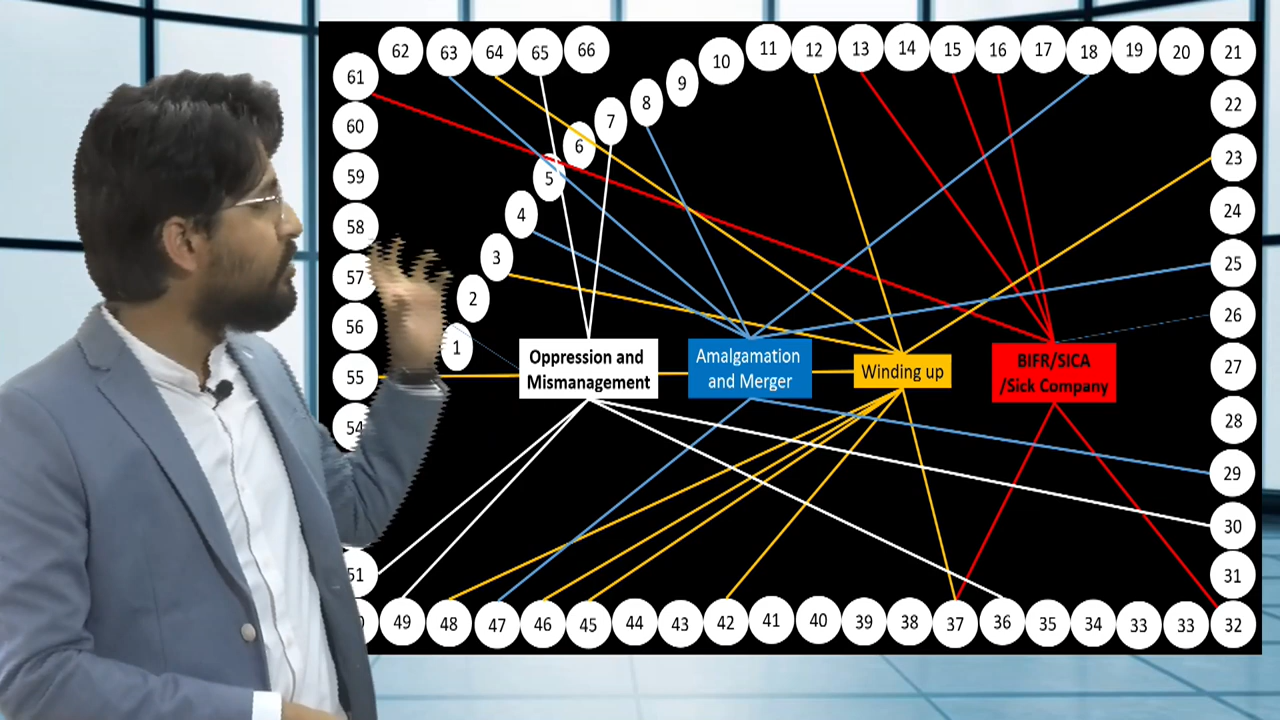 62 63 64 65 66
61
60
59
58
57
56
55
54
51
1
2
3
4
5
6
7
8
9
10
11 12 13 14 15 16 17 18 19 20 21
22
23
24
25
26
27
28
29
30
31
Oppression and
Mismanagement
Amalgamation
and Merger
Winding up
BIFR/SICA
/Sick Company
49 48 47 46 45 44 43 42 41 40 39 38 37 36 35 34 33 33 32